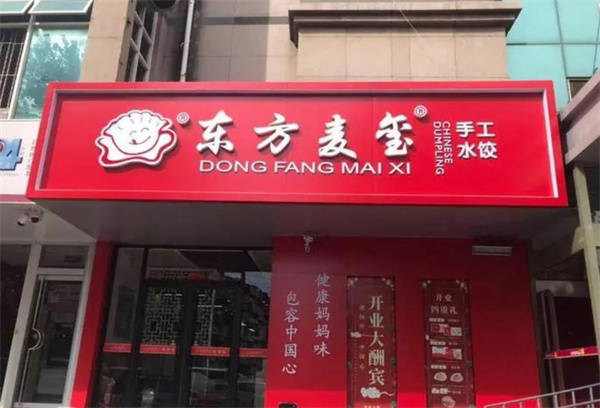 东方麦玺
DONG FANG MAI XI
CHINESE
DUMPLING
手工
水饺
健康妈妈味
包容中国心
开业大酬宾
开业
四重礼